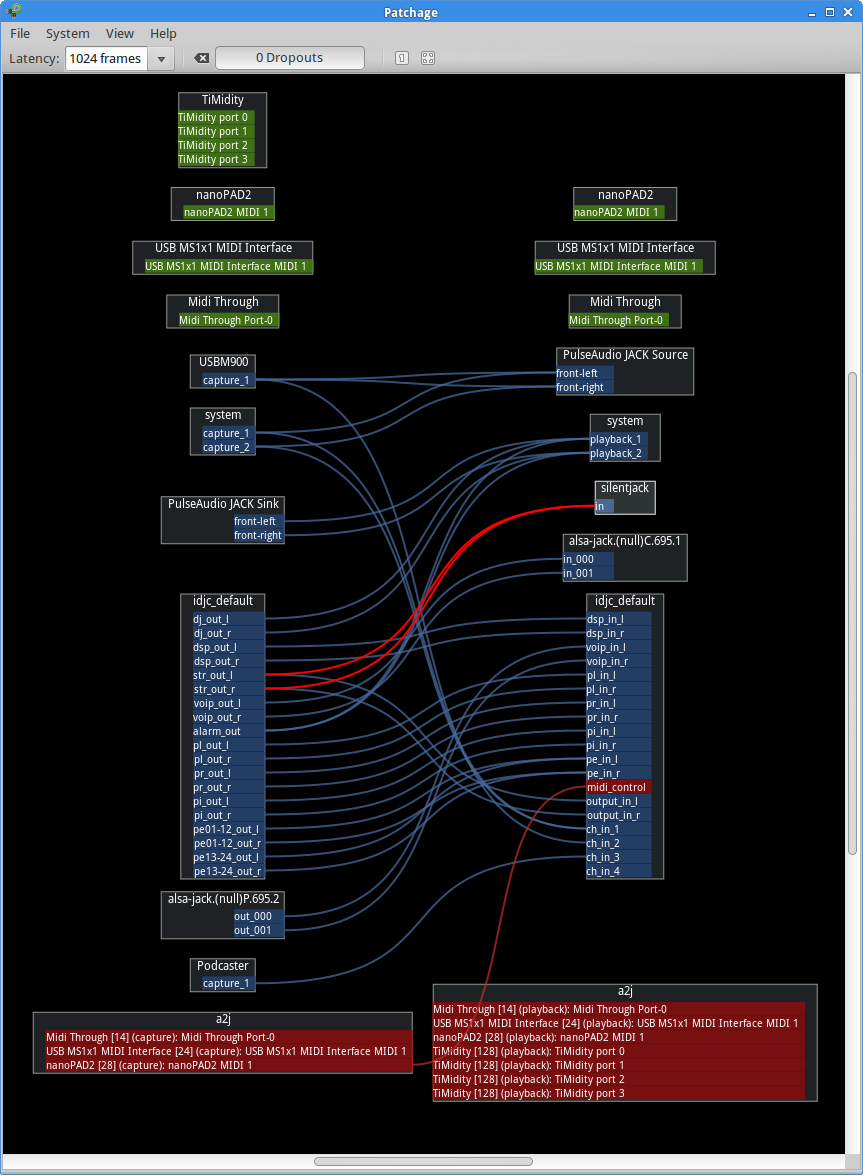 Patchage
File System View Help
Latency: 1024 frames 0 Dropouts
TiMidity
TiMidity port 0
TiMidity port 1
TiMidity port 2
TiMidity port 3
nanoPAD2
nanoPAD2 MIDI 1
nanoPAD2
nanoPAD2 MIDI 1
USB MS1x1 MIDI Interface
USB MS1x1 MIDI Interface MIDI 1
USB MS1x1 MIDI Interface
USB MS1x1 MIDI Interface MIDI 1
Midi Through
Midi Through Port-0
Midi Through
Midi Through Port-0
USBM900
capture_1
PulseAudio JACK Source
front-left
front-right
system
capture_1
capture_2
system
playback_1
playback_2
PulseAudio JACK Sink
front-left
front-right
silentjack
in
alsa-jack.(null)C.695.1
in_000
in_001
idjc_default
dj_out_l
dj_out_r
dsp_out_l
dsp_out_r
str_out_l
str_out_r
voip_out_l
voip_out_r
alarm_out
pl_out_l
pl_out_r
pr_out_l
pr_out_r
pi_out_l
pi_out_r
pe01-12_out_l
pe01-12_out_r
pe13-24_out_l
pe13-24_out_r
idjc_default
dsp_in_l
dsp_in_r
voip_in_l
voip_in_r
pl_in_l
pl_in_r
pr_in_l
pr_in_r
pi_in_l
pi_in_r
pe_in_l
pe_in_r
midi_control
output_in_l
output_in_r
ch_in_1
ch_in_2
ch_in_3
ch_in_4
alsa-jack.(null)P.695.2
out_000
out_001
Podcaster
capture_1
a2j
Midi Through [14] (capture): Midi Through Port-0
USB MS1x1 MIDI Interface [24] (capture): USB MS1x1 MIDI Interface MIDI 1
nanoPAD2 [28] (capture): nanoPAD2 MIDI 1
a2j
Midi Through [14] (playback): Midi Through Port-0
USB MS1x1 MIDI Interface [24] (playback): USB MS1x1 MIDI Interface MIDI 1
nanoPAD2 [28] (playback): nanoPAD2 MIDI 1
TiMidity [128] (playback): TiMidity port 0
TiMidity [128] (playback): TiMidity port 1
TiMidity [128] (playback): TiMidity port 2
TiMidity [128] (playback): TiMidity port 3